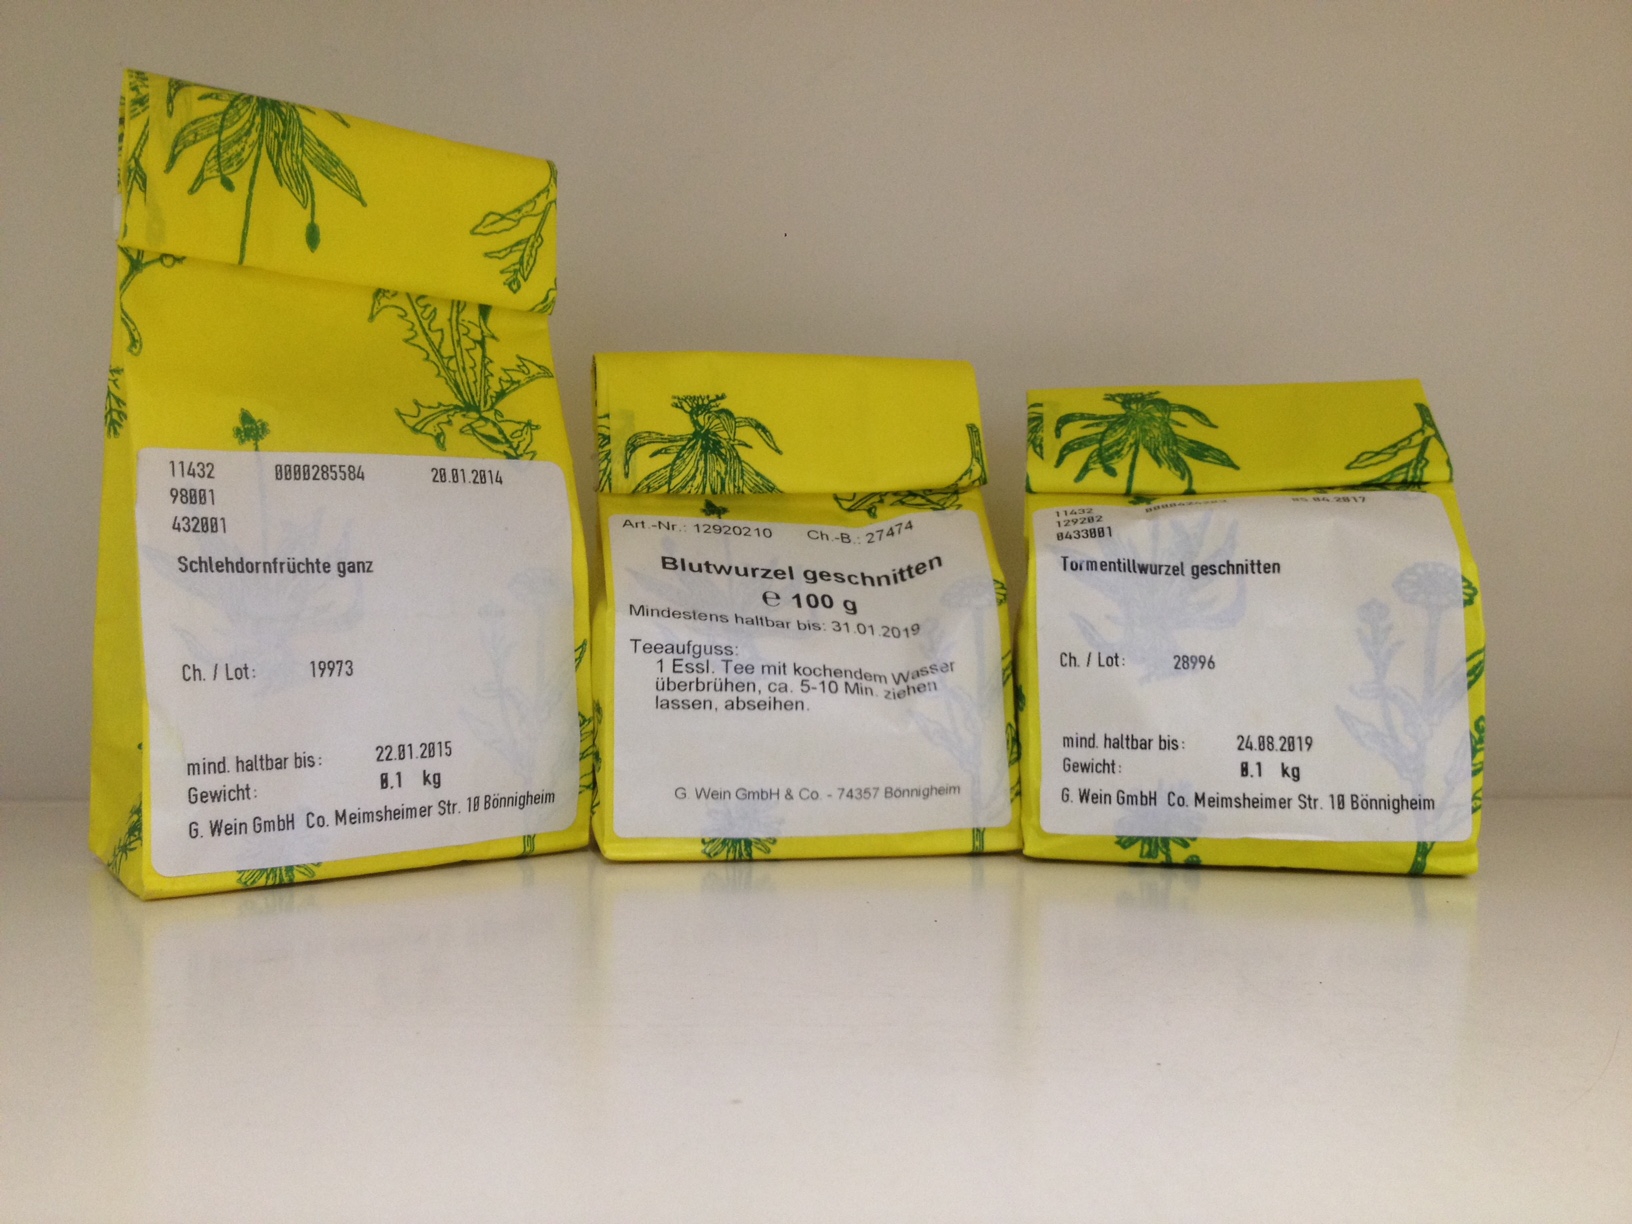 11432 0000285584 20.01.2014
98001
432001
Schlehdornfrüchte ganz
Ch. / Lot: 19973
mind. haltbar bis: 22.01.2015
Gewicht: 0.1 kg
G. Wein GmbH Co. Meimsheimer Str. 10 Bönnigheim
Art.-Nr.: 12920210 Ch.-B.: 27474
Blutwurzel geschnitten
℮ 100 g
Mindestens haltbar bis: 31.01.2019
Teeaufguss:
1 Essl. Tee mit kochendem Wasser
überbrühen, ca. 5-10 Min. ziehen
lassen, abseihen.
G. Wein GmbH & Co. - 74357 Bönnigheim
11432 05.04.2017
129202
0433001
Tormentillwurzel geschnitten
Ch. / Lot: 28996
mind. haltbar bis: 24.08.2019
Gewicht: 0.1 kg
G. Wein GmbH Co. Meimsheimer Str. 10 Bönnigheim